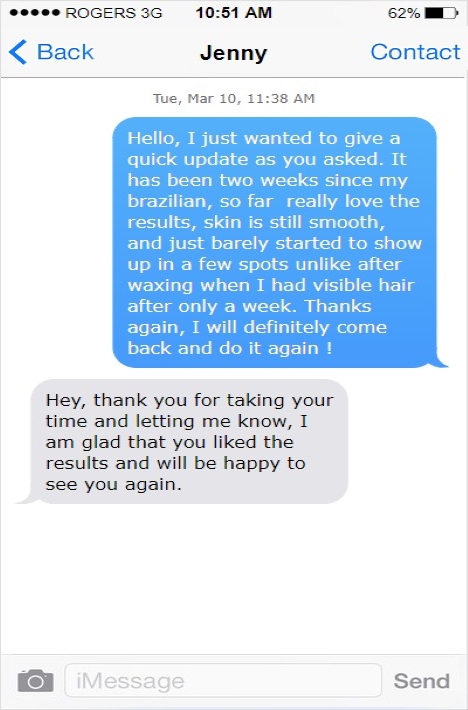 ROGERS 3G 10:51 AM 62%
Back Jenny Contact
Tue, Mar 10, 11:38 AM
Hello, I just wanted to give a
quick update as you asked. It
has been two weeks since my
brazilian, so far  really love the
results, skin is still smooth,
and just barely started to show
up in a few spots unlike after
waxing when I had visible hair
after only a week. Thanks
again, I will definitely come
back and do it again !
Hey, thank you for taking your
time and letting me know, I
am glad that you liked the
results and will be happy to
see you again.
iMessage Send